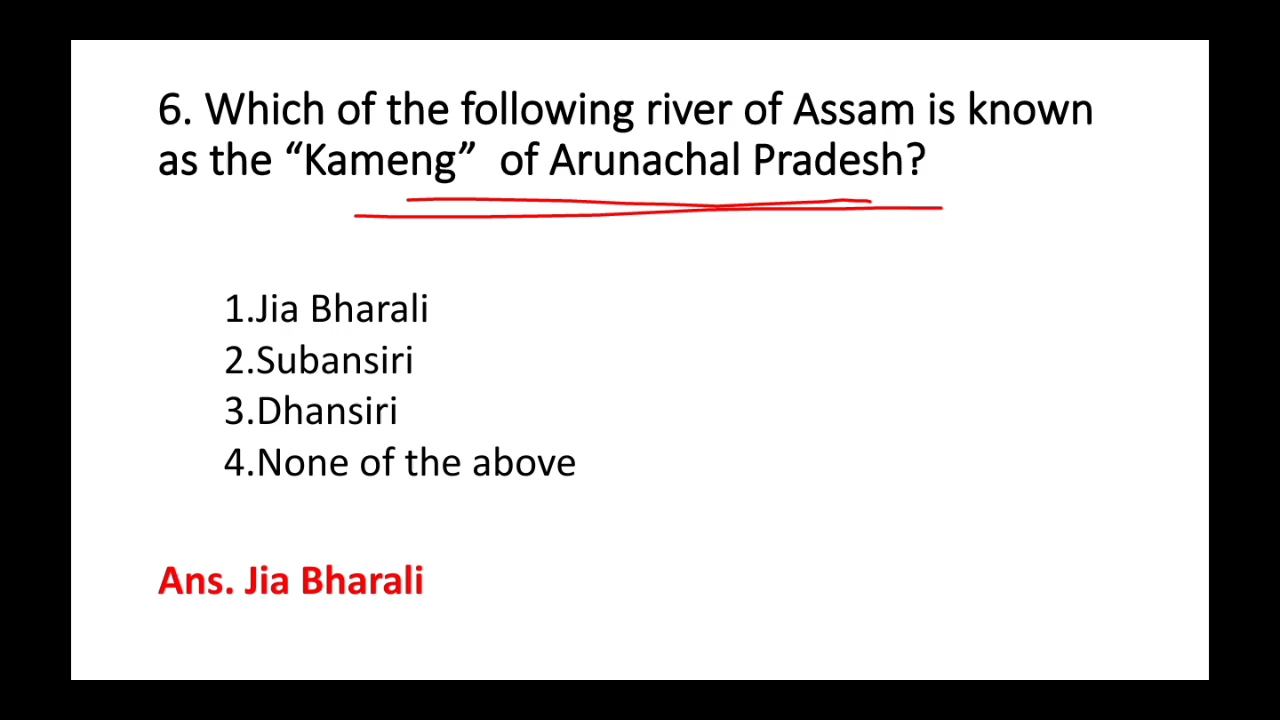 6. Which of the following river of Assam is known
as the “Kameng”  of Arunachal Pradesh?
1.Jia Bharali
2.Subansiri
3.Dhansiri
4.None of the above
Ans. Jia Bharali